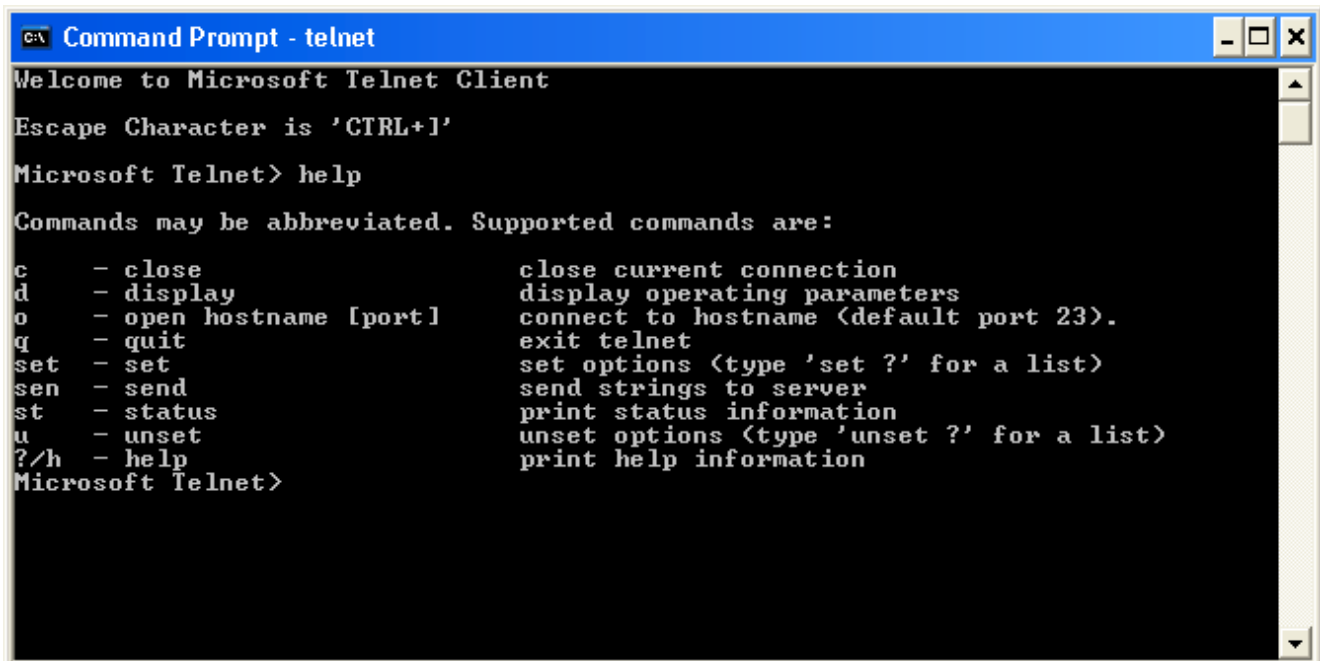 Command Prompt - telnet
Welcome to Microsoft Telnet Client
Escape Character is 'CTRL+]'
Microsoft Telnet> help
Commands may be abbreviated. Supported commands are:
c    - close                    close current connection
d    - display                  display operating parameters
o    - open hostname [port]     connect to hostname (default port 23).
q    - quit                     exit telnet
set  - set                      set options (type 'set ?' for a list)
sen  - send                     send strings to server
st   - status                   print status information
u    - unset                    unset options (type 'unset ?' for a list)
?/h  - help                     print help information
Microsoft Telnet>